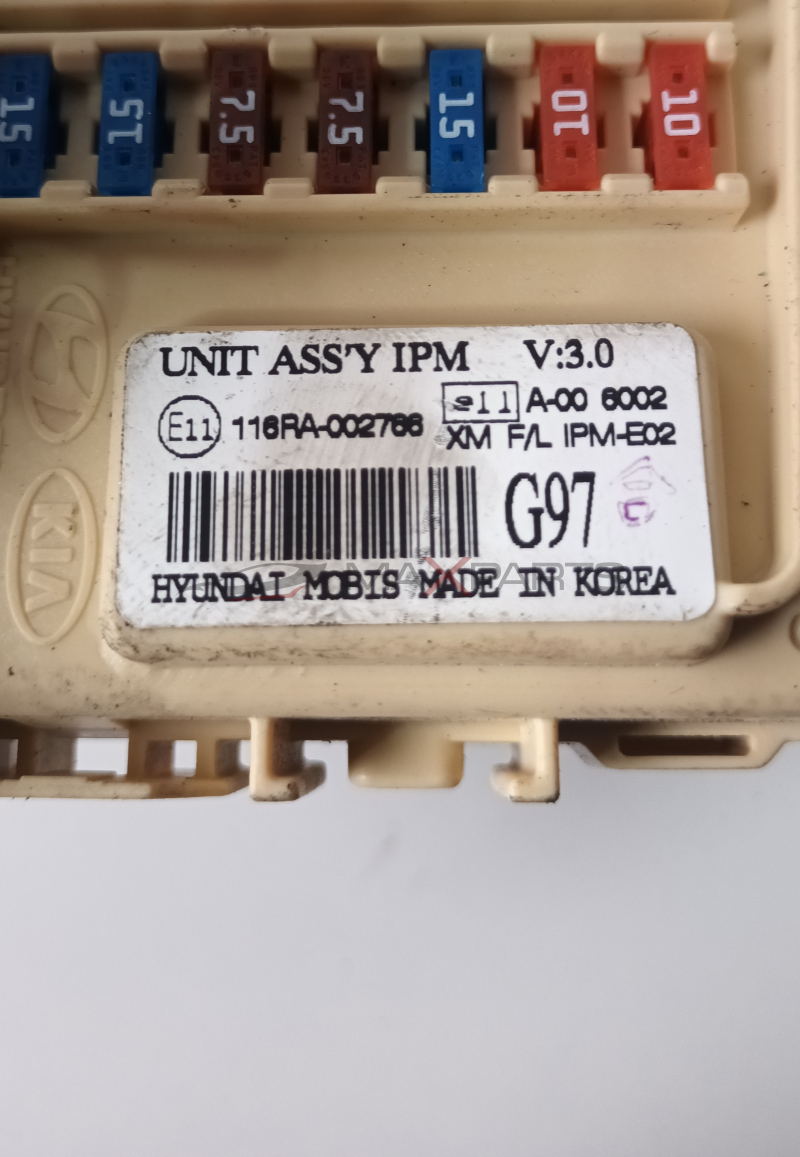 15 15 7.5 7.5 15 10 10
UNIT ASS'Y IPM V:3.0
E11 116RA-002766 e11 A-00 6002
XM F/L IPM-E02
G97
HYUNDAI MOBIS MADE IN KOREA
MAXPARTS
KIA